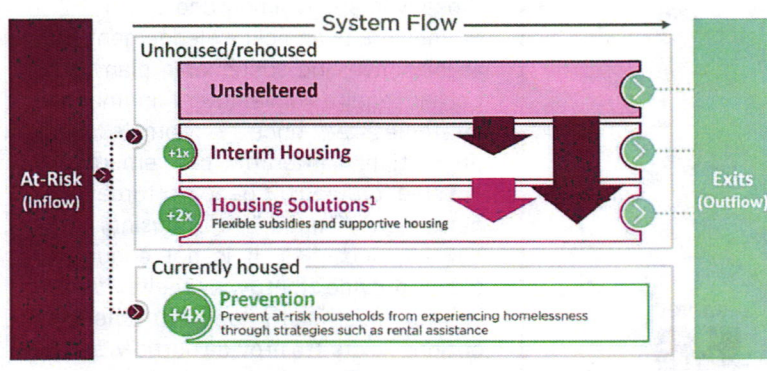 System Flow
Unhoused/rehoused
Unsheltered
+1x
Interim Housing
At-Risk
(Inflow)
Exits
(Outflow)
+2x
Housing Solutions¹
Flexible subsidies and supportive housing
Currently housed
+4x
Prevention
Prevent at-risk households from experiencing homelessness
through strategies such as rental assistance